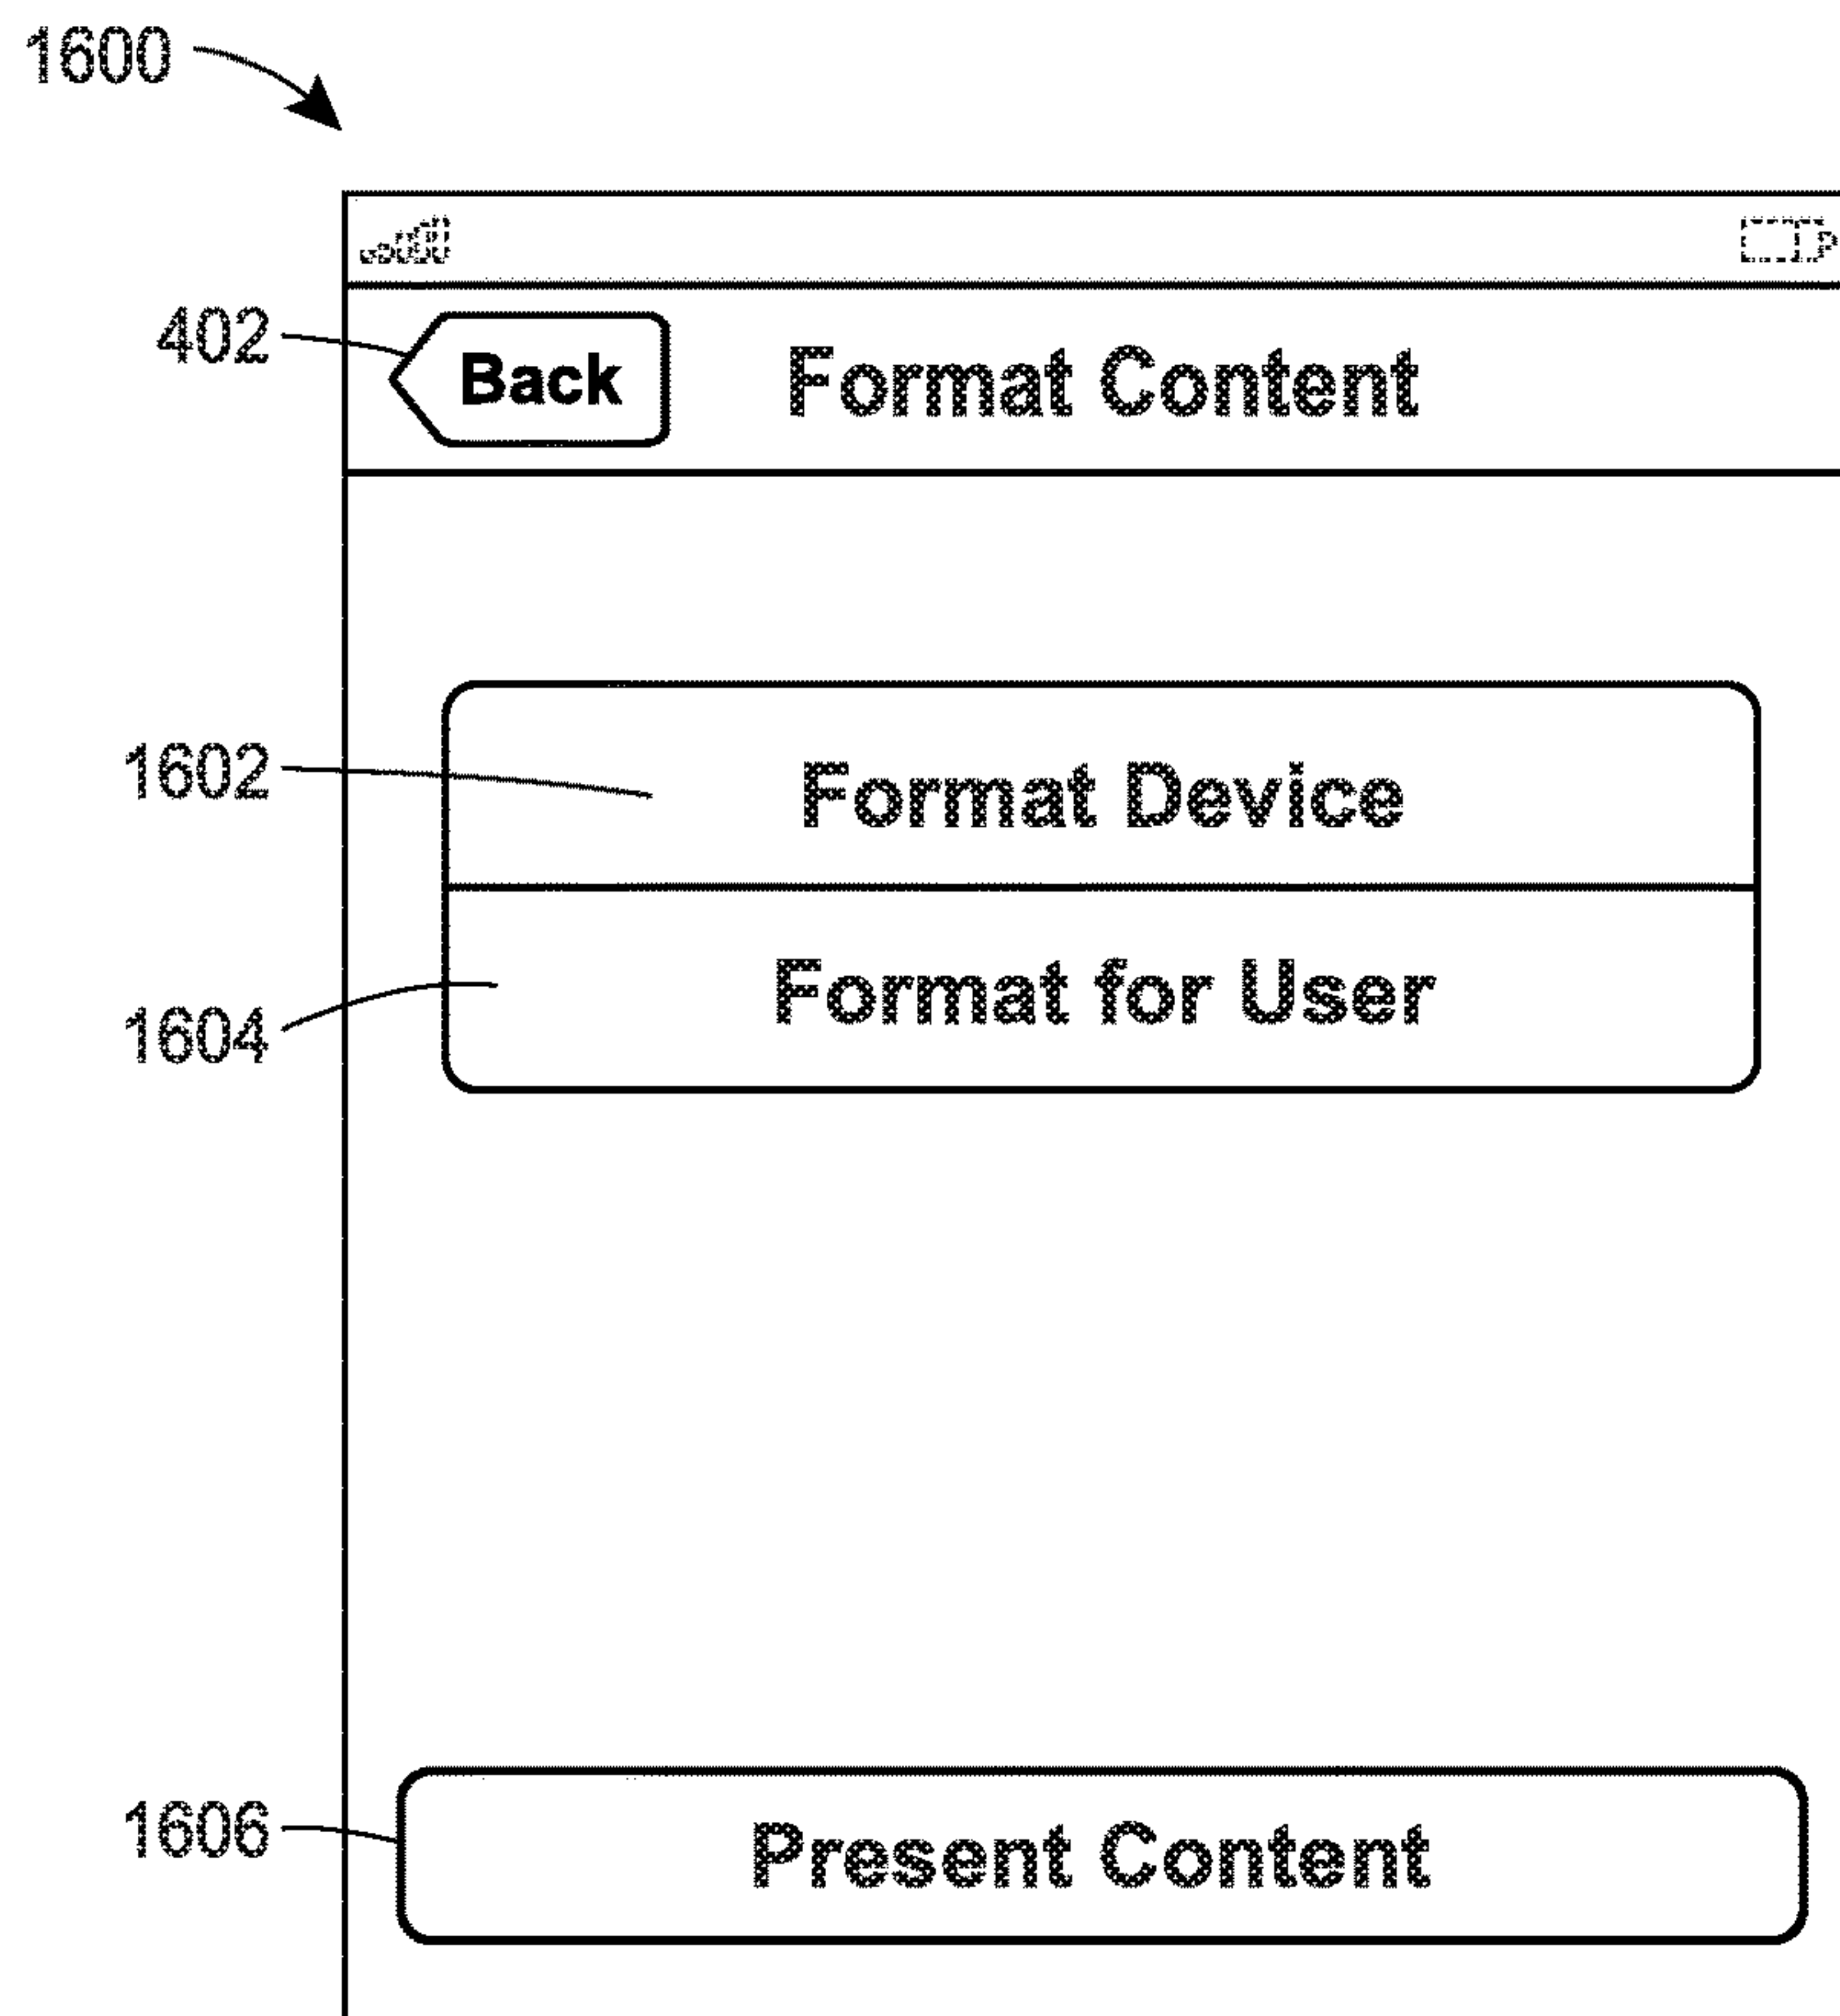 1600
402 Back Format Content
1602 Format Device
1604 Format for User
1606 Present Content